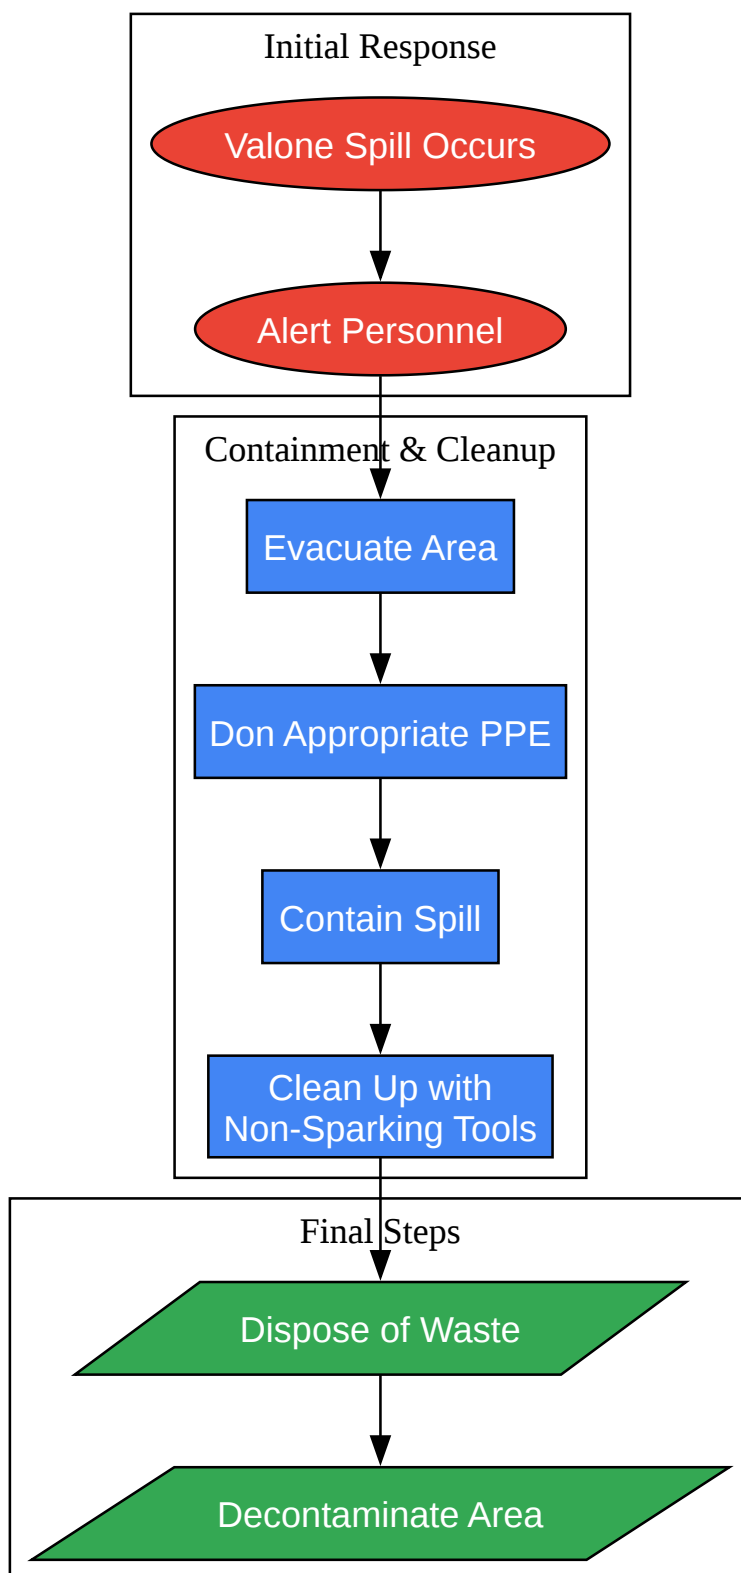 Initial Response
Valone Spill Occurs
Alert Personnel
Containment & Cleanup
Evacuate Area
Don Appropriate PPE
Contain Spill
Clean Up with
Non-Sparking Tools
Final Steps
Dispose of Waste
Decontaminate Area